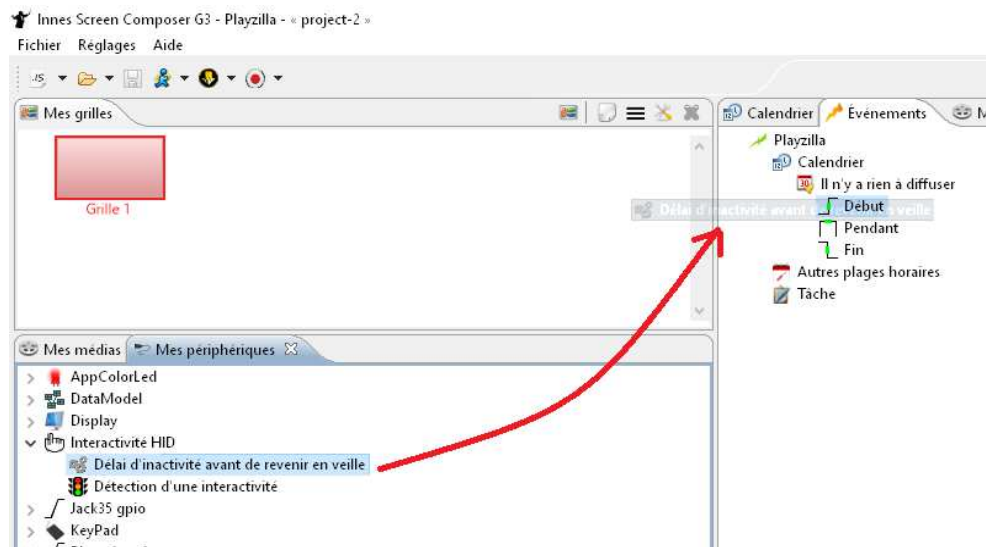 Innes Screen Composer G3 - Playzilla - « project-2 »
Fichier Réglages Aide
JS
Mes grilles
Grille 1
Calendrier Événements M
Playzilla
Calendrier
Il n'y a rien à diffuser
Début
Pendant
Fin
Autres plages horaires
Tâche
Mes médias Mes périphériques
AppColorLed
DataModel
Display
Interactivité HID
Délai d'inactivité avant de revenir en veille
Détection d'une interactivité
Jack35 gpio
KeyPad